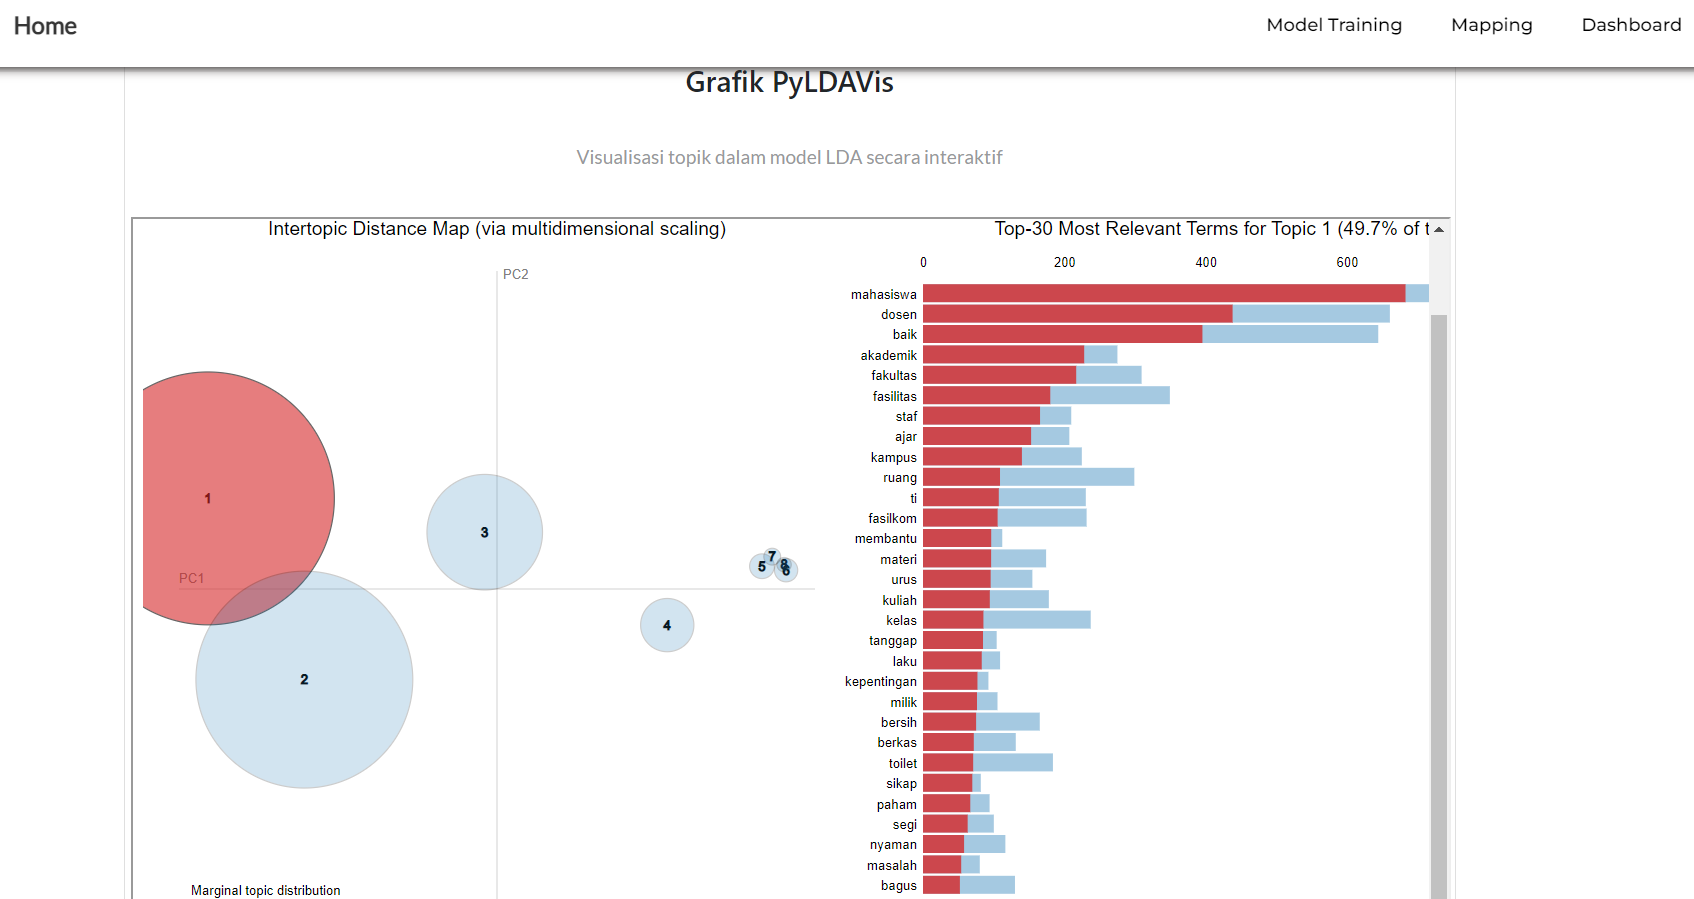 Home
Model Training
Mapping
Dashboard
Grafik PyLDAVis
Visualisasi topik dalam model LDA secara interaktif
Intertopic Distance Map (via multidimensional scaling)
PC2
PC1
1
2
3
4
5
7
8
6
Marginal topic distribution
Top-30 Most Relevant Terms for Topic 1 (49.7% of t
0 200 400 600
mahasiswa
dosen
baik
akademik
fakultas
fasilitas
staf
ajar
kampus
ruang
ti
fasilkom
membantu
materi
urus
kuliah
kelas
tanggap
laku
kepentingan
milik
bersih
berkas
toilet
sikap
paham
segi
nyaman
masalah
bagus